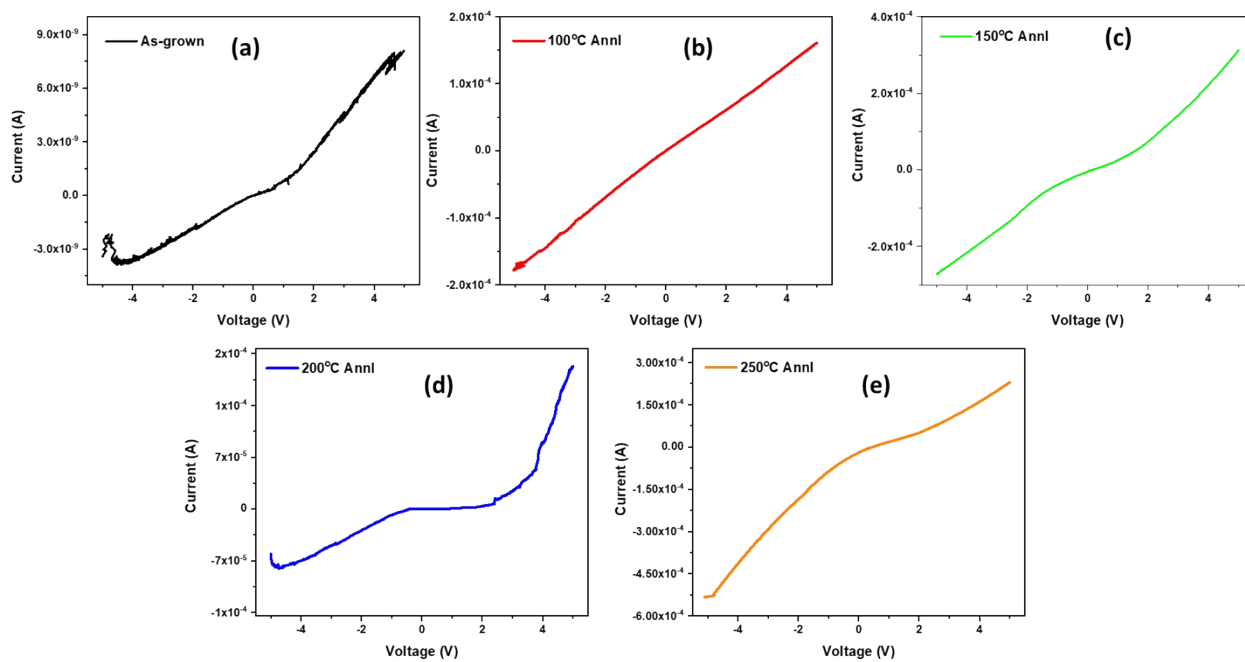 As-grown
(a)
9.0x10⁻⁹
6.0x10⁻⁹
3.0x10⁻⁹
0.0
-3.0x10⁻⁹
Current (A)
-4 -2 0 2 4
Voltage (V)
100°C Annl
(b)
2.0x10⁻⁴
1.0x10⁻⁴
0.0
-1.0x10⁻⁴
-2.0x10⁻⁴
Current (A)
-4 -2 0 2 4
Voltage (V)
150°C Annl
(c)
4.0x10⁻⁴
2.0x10⁻⁴
0.0
-2.0x10⁻⁴
Current (A)
-4 -2 0 2 4
Voltage (V)
200°C Annl
(d)
2x10⁻⁴
1x10⁻⁴
7x10⁻⁵
0
-7x10⁻⁵
-1x10⁻⁴
Current (A)
-4 -2 0 2 4
Voltage (V)
250°C Annl
(e)
3.00x10⁻⁴
1.50x10⁻⁴
0.00
-1.50x10⁻⁴
-3.00x10⁻⁴
-4.50x10⁻⁴
-6.00x10⁻⁴
Current (A)
-4 -2 0 2 4
Voltage (V)